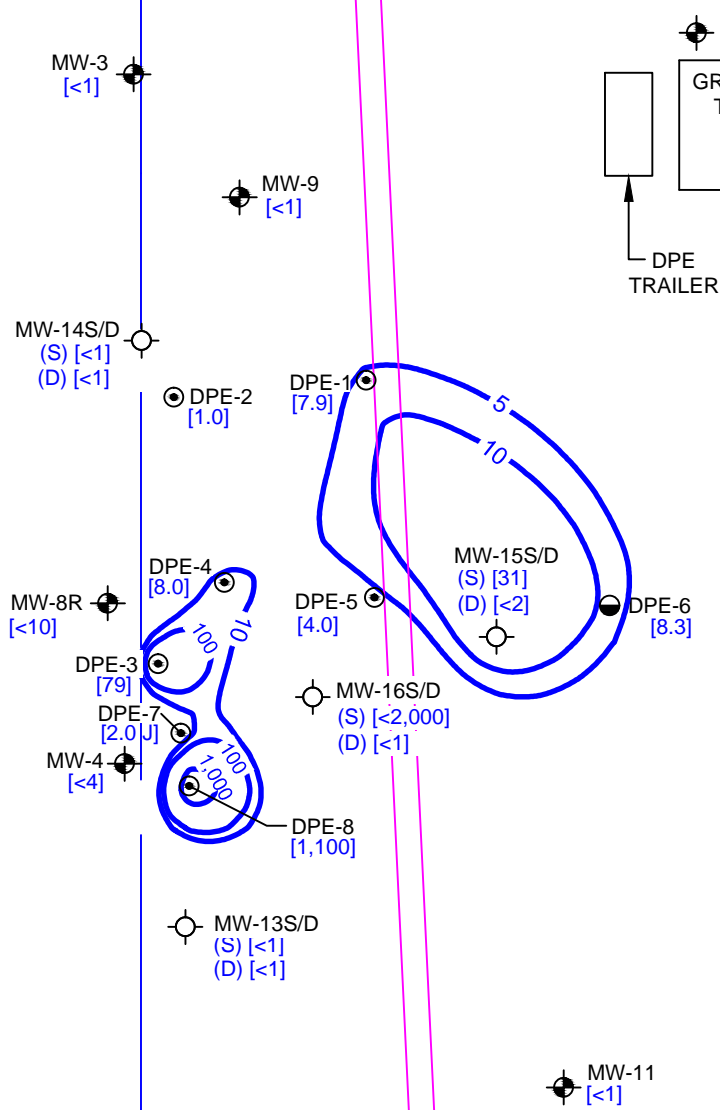 MW-3
[<1]
GR
T
MW-9
[<1]
DPE
TRAILER
MW-14S/D
(S) [<1]
(D) [<1]
DPE-2
[1.0]
DPE-1
[7.9]
5
10
MW-15S/D
(S) [31]
(D) [<2]
DPE-4
[8.0]
MW-8R
[<10]
DPE-5
[4.0]
DPE-6
[8.3]
100
10
DPE-3
[79]
MW-16S/D
(S) [<2,000]
(D) [<1]
DPE-7
[2.0 J]
MW-4
[<4]
100
1,000
DPE-8
[1,100]
MW-13S/D
(S) [<1]
(D) [<1]
MW-11
[<1]